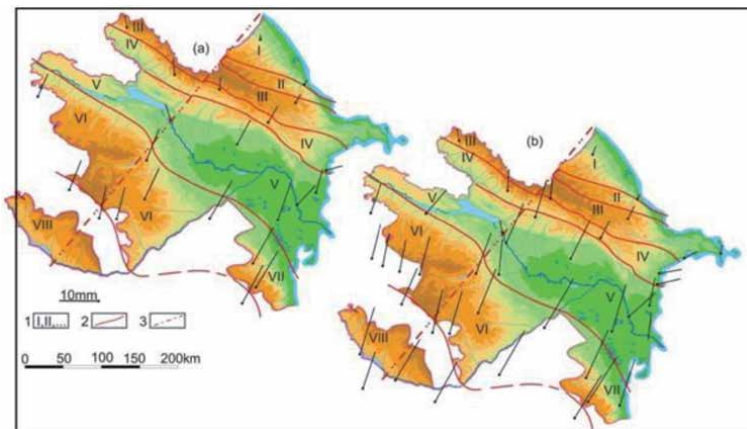 (a)
III
IV
I
II
III
IV
V
VI
V
VI
VIII
VII
(b)
III
IV
I
II
III
IV
V
VI
V
VI
VIII
VII
10mm
1 I,II,... 2 3
0 50 100 150 200km